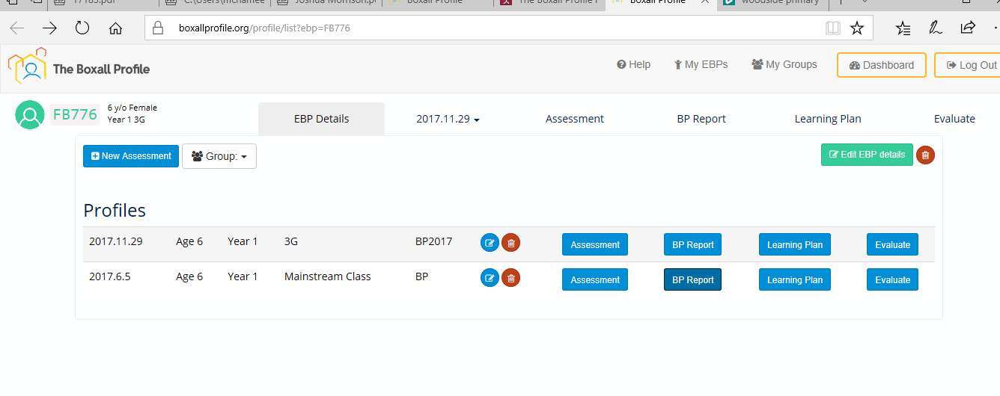 17185.pdf
C:\Users\mcnamee
Joshua Morrison.p
Boxall Profile
The Boxall Profile
Boxall Profile
woodside primary
boxallprofile.org/profile/list?ebp=FB776
The Boxall Profile
Help My EBPs My Groups Dashboard Log Out
FB776
6 y/o Female
Year 1 3G
EBP Details 2017.11.29 Assessment BP Report Learning Plan Evaluate
New Assessment Group: Edit EBP details
Profiles
2017.11.29 Age 6 Year 1 3G BP2017 Assessment BP Report Learning Plan Evaluate
2017.6.5 Age 6 Year 1 Mainstream Class BP Assessment BP Report Learning Plan Evaluate